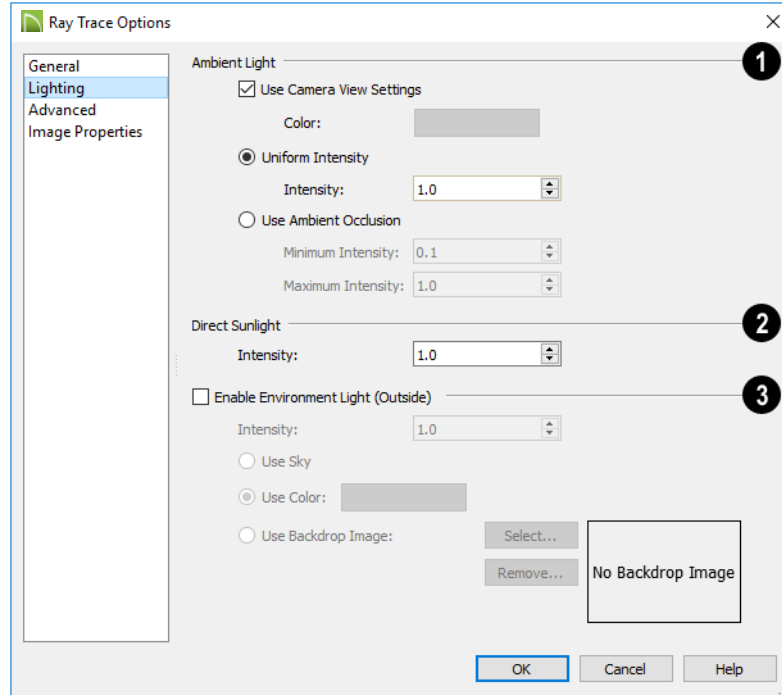 Ray Trace Options
General
Lighting
Advanced
Image Properties
Ambient Light
1
Use Camera View Settings
Color:
Uniform Intensity
Intensity: 1.0
Use Ambient Occlusion
Minimum Intensity: 0.1
Maximum Intensity: 1.0
Direct Sunlight
2
Intensity: 1.0
Enable Environment Light (Outside)
3
Intensity: 1.0
Use Sky
Use Color:
Use Backdrop Image: Select...
Remove...
No Backdrop Image
OK Cancel Help